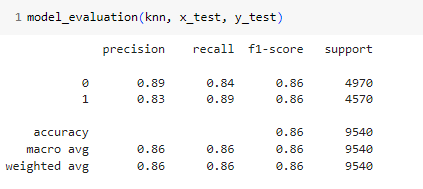 1 model_evaluation(knn, x_test, y_test)
precision recall f1-score support
0 0.89 0.84 0.86 4970
1 0.83 0.89 0.86 4570
accuracy 0.86 9540
macro avg 0.86 0.86 0.86 9540
weighted avg 0.86 0.86 0.86 9540